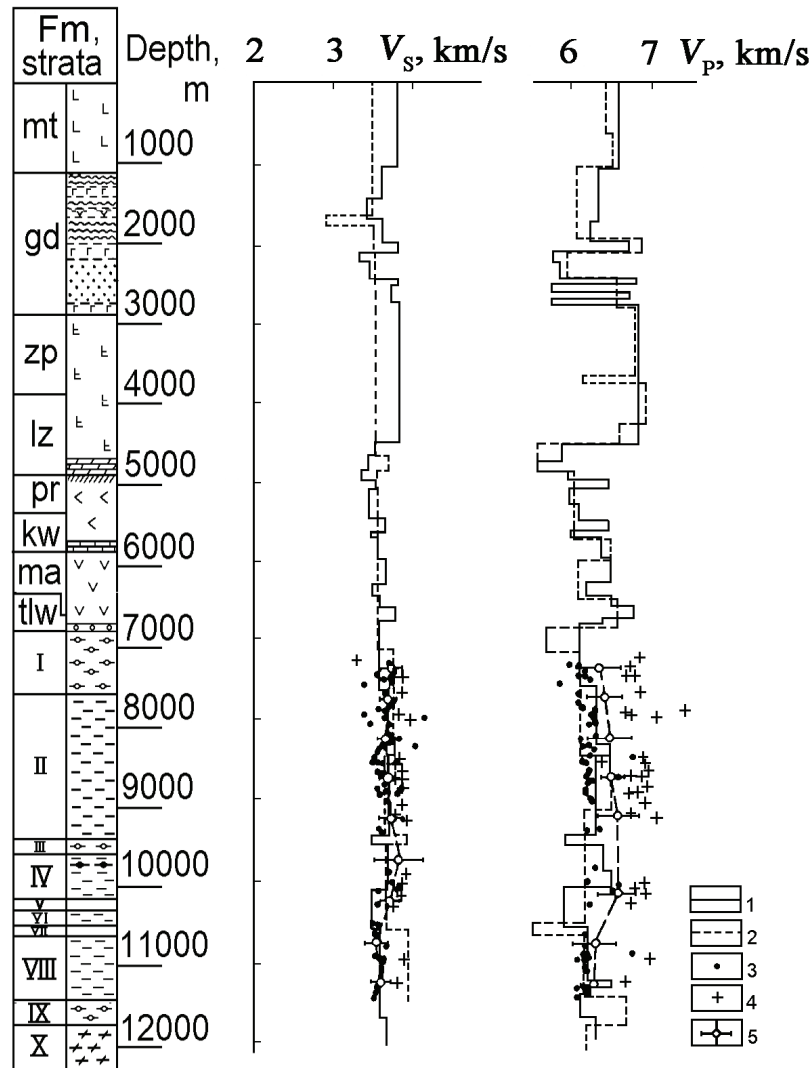 Fm,
strata
Depth,
m
2
3
Vs, km/s
6
7
VP, km/s
mt
gd
zp
lz
pr
kw
ma
tlw
I
II
III
IV
V
VI
VII
VIII
IX
X
1000
2000
3000
4000
5000
6000
7000
8000
9000
10000
11000
12000
1
2
3
4
5